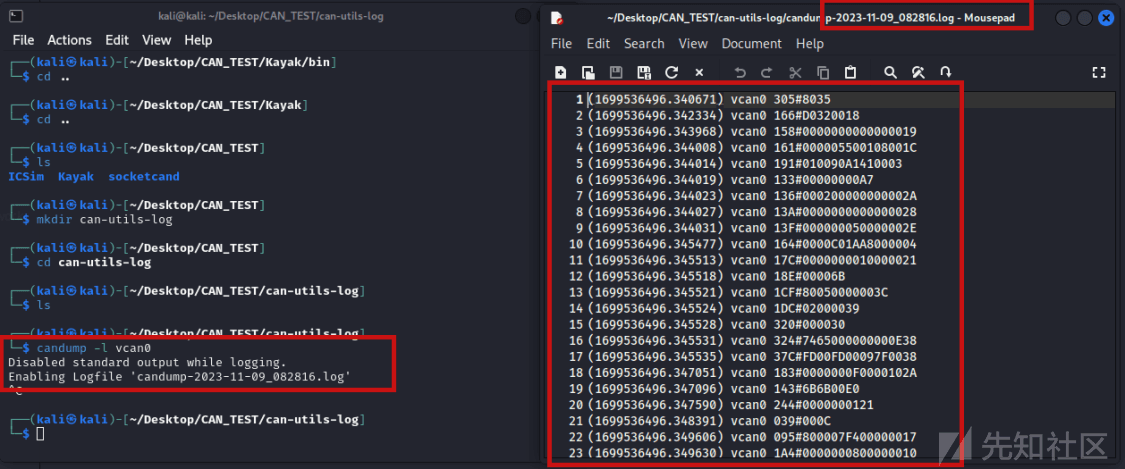 kali@kali: ~/Desktop/CAN_TEST/can-utils-log
File Actions Edit View Help
┌──(kali㉿kali)-[~/Desktop/CAN_TEST/Kayak/bin]
└─$ cd ..
┌──(kali㉿kali)-[~/Desktop/CAN_TEST/Kayak]
└─$ cd ..
┌──(kali㉿kali)-[~/Desktop/CAN_TEST]
└─$ ls
ICSim Kayak socketcand
┌──(kali㉿kali)-[~/Desktop/CAN_TEST]
└─$ mkdir can-utils-log
┌──(kali㉿kali)-[~/Desktop/CAN_TEST]
└─$ cd can-utils-log
┌──(kali㉿kali)-[~/Desktop/CAN_TEST/can-utils-log]
└─$ ls
┌──(kali㉿kali)-[~/Desktop/CAN_TEST/can-utils-log]
└─$ candump -l vcan0
Disabled standard output while logging.
Enabling Logfile 'candump-2023-11-09_082816.log'
^C
┌──(kali㉿kali)-[~/Desktop/CAN_TEST/can-utils-log]
└─$
~/Desktop/CAN_TEST/can-utils-log/candump-2023-11-09_082816.log - Mousepad
File Edit Search View Document Help
1 (1699536496.340671) vcan0 305#8035
2 (1699536496.342334) vcan0 166#D0320018
3 (1699536496.343968) vcan0 158#0000000000000019
4 (1699536496.344008) vcan0 161#000005500108001C
5 (1699536496.344014) vcan0 191#010090A1410003
6 (1699536496.344019) vcan0 133#00000000A7
7 (1699536496.344023) vcan0 136#000200000000002A
8 (1699536496.344027) vcan0 13A#0000000000000028
9 (1699536496.344031) vcan0 13F#000000050000002E
10 (1699536496.345477) vcan0 164#0000C01AA8000004
11 (1699536496.345513) vcan0 17C#0000000010000021
12 (1699536496.345518) vcan0 18E#00006B
13 (1699536496.345521) vcan0 1CF#80050000003C
14 (1699536496.345524) vcan0 1DC#02000039
15 (1699536496.345528) vcan0 320#000030
16 (1699536496.345531) vcan0 324#7465000000000E38
17 (1699536496.345535) vcan0 37C#FD00FD00097F0038
18 (1699536496.347051) vcan0 183#0000000F0000102A
19 (1699536496.347096) vcan0 143#6B6B00E0
20 (1699536496.347590) vcan0 244#0000000121
21 (1699536496.348391) vcan0 039#000C
22 (1699536496.349606) vcan0 095#800007F400000017
23 (1699536496.349630) vcan0 1A4#0000000800000010
先知社区